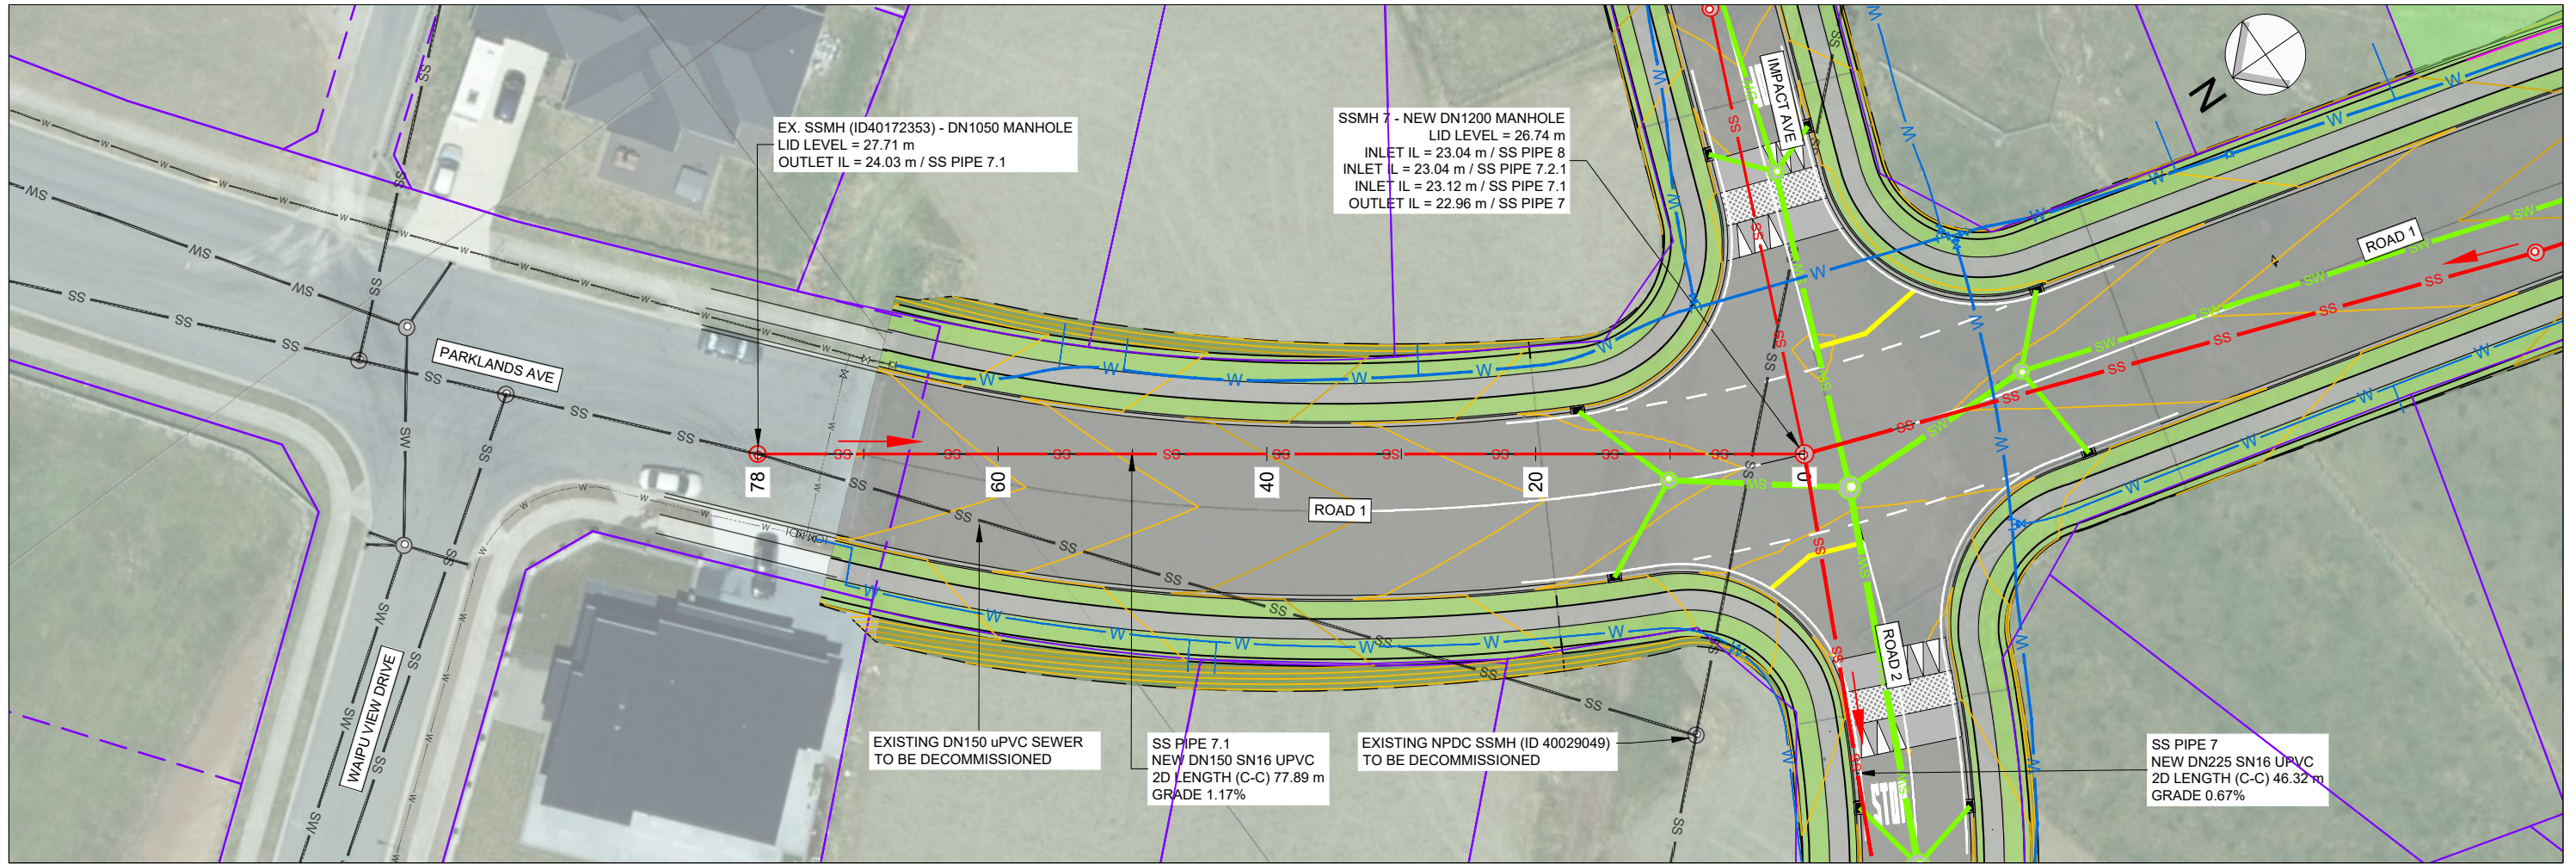 EX. SSMH (ID40172353) - DN1050 MANHOLE
LID LEVEL = 27.71 m
OUTLET IL = 24.03 m / SS PIPE 7.1
SSMH 7 - NEW DN1200 MANHOLE
LID LEVEL = 26.74 m
INLET IL = 23.04 m / SS PIPE 8
INLET IL = 23.04 m / SS PIPE 7.2.1
INLET IL = 23.12 m / SS PIPE 7.1
OUTLET IL = 22.96 m / SS PIPE 7
IMPACT AVE
N
ROAD 1
PARKLANDS AVE
78
60
40
20
0
ROAD 1
ROAD 2
WAIPU VIEW DRIVE
EXISTING DN150 uPVC SEWER
TO BE DECOMMISSIONED
SS PIPE 7.1
NEW DN150 SN16 UPVC
2D LENGTH (C-C) 77.89 m
GRADE 1.17%
EXISTING NPDC SSMH (ID 40029049)
TO BE DECOMMISSIONED
SS PIPE 7
NEW DN225 SN16 UPVC
2D LENGTH (C-C) 46.32 m
GRADE 0.67%
SS
SW
W